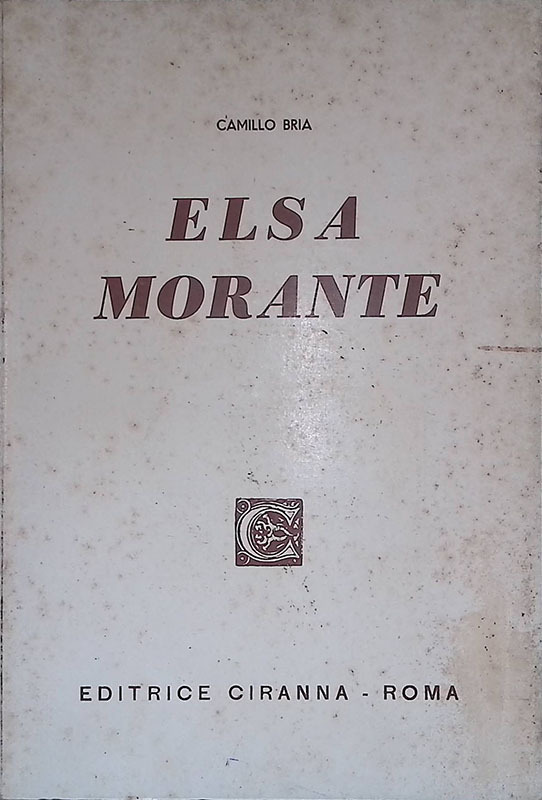 CAMILLO BRIA
ELSA
MORANTE
C
EDITRICE CIRANNA - ROMA